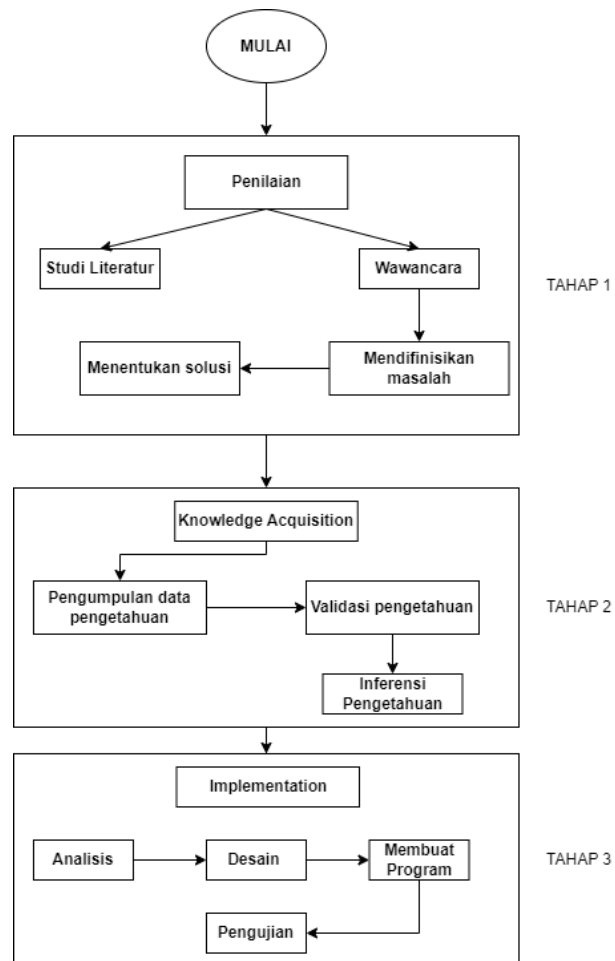 MULAI
Penilaian
Studi Literatur
Wawancara
TAHAP 1
Menentukan solusi
Mendifinisikan
masalah
Knowledge Acquisition
Pengumpulan data
pengetahuan
Validasi pengetahuan
TAHAP 2
Inferensi
Pengetahuan
Implementation
Analisis
Desain
Membuat
Program
TAHAP 3
Pengujian